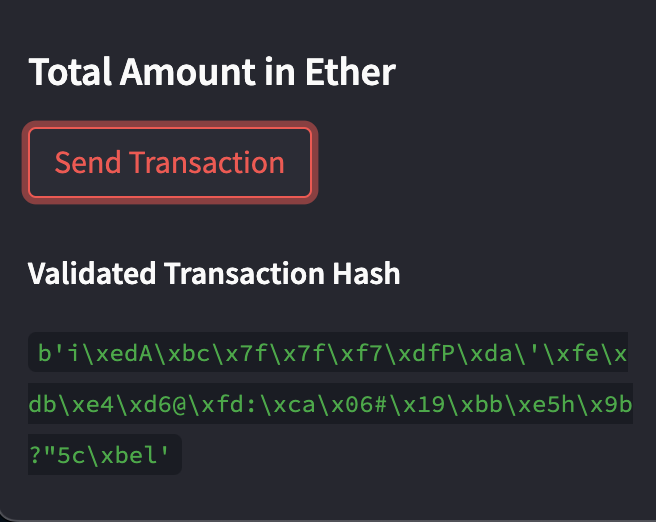 Total Amount in Ether
Send Transaction
Validated Transaction Hash
b'i\xedA\xbc\x7f\x7f\xf7\xdfP\xda\'\xfe\x
db\xe4\xd6@\xfd:\xca\x06#\x19\xbb\xe5h\x9b
?"5c\xbel'